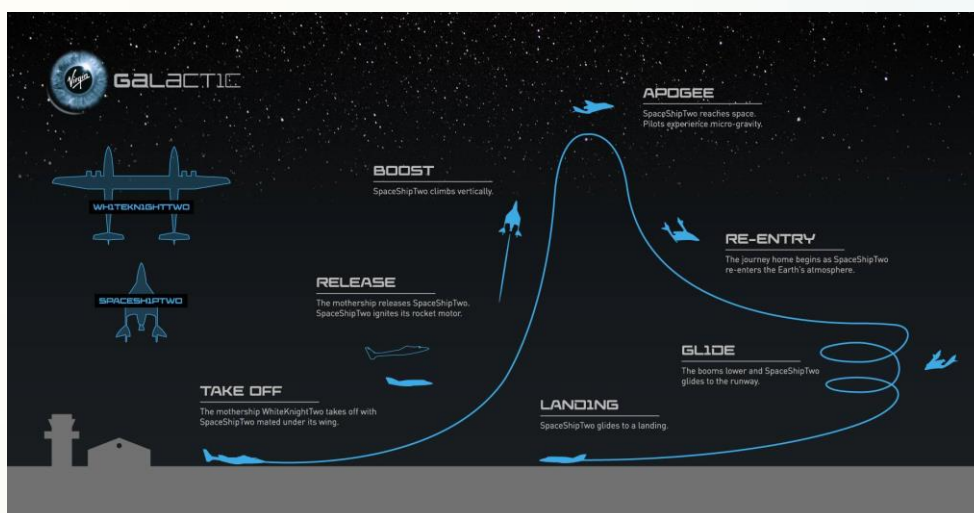 Virgin GALACTIC
WHITEKNIGHTTWO
SPACESHIPTWO
TAKE OFF
The mothership WhiteKnightTwo takes off with
SpaceShipTwo mated under its wing.
RELEASE
The mothership releases SpaceShipTwo.
SpaceShipTwo ignites its rocket motor.
BOOST
SpaceShipTwo climbs vertically.
APOGEE
SpaceShipTwo reaches space.
Pilots experience micro-gravity.
RE-ENTRY
The journey home begins as SpaceShipTwo
re-enters the Earth's atmosphere.
GLIDE
The booms lower and SpaceShipTwo
glides to the runway.
LANDING
SpaceShipTwo glides to a landing.